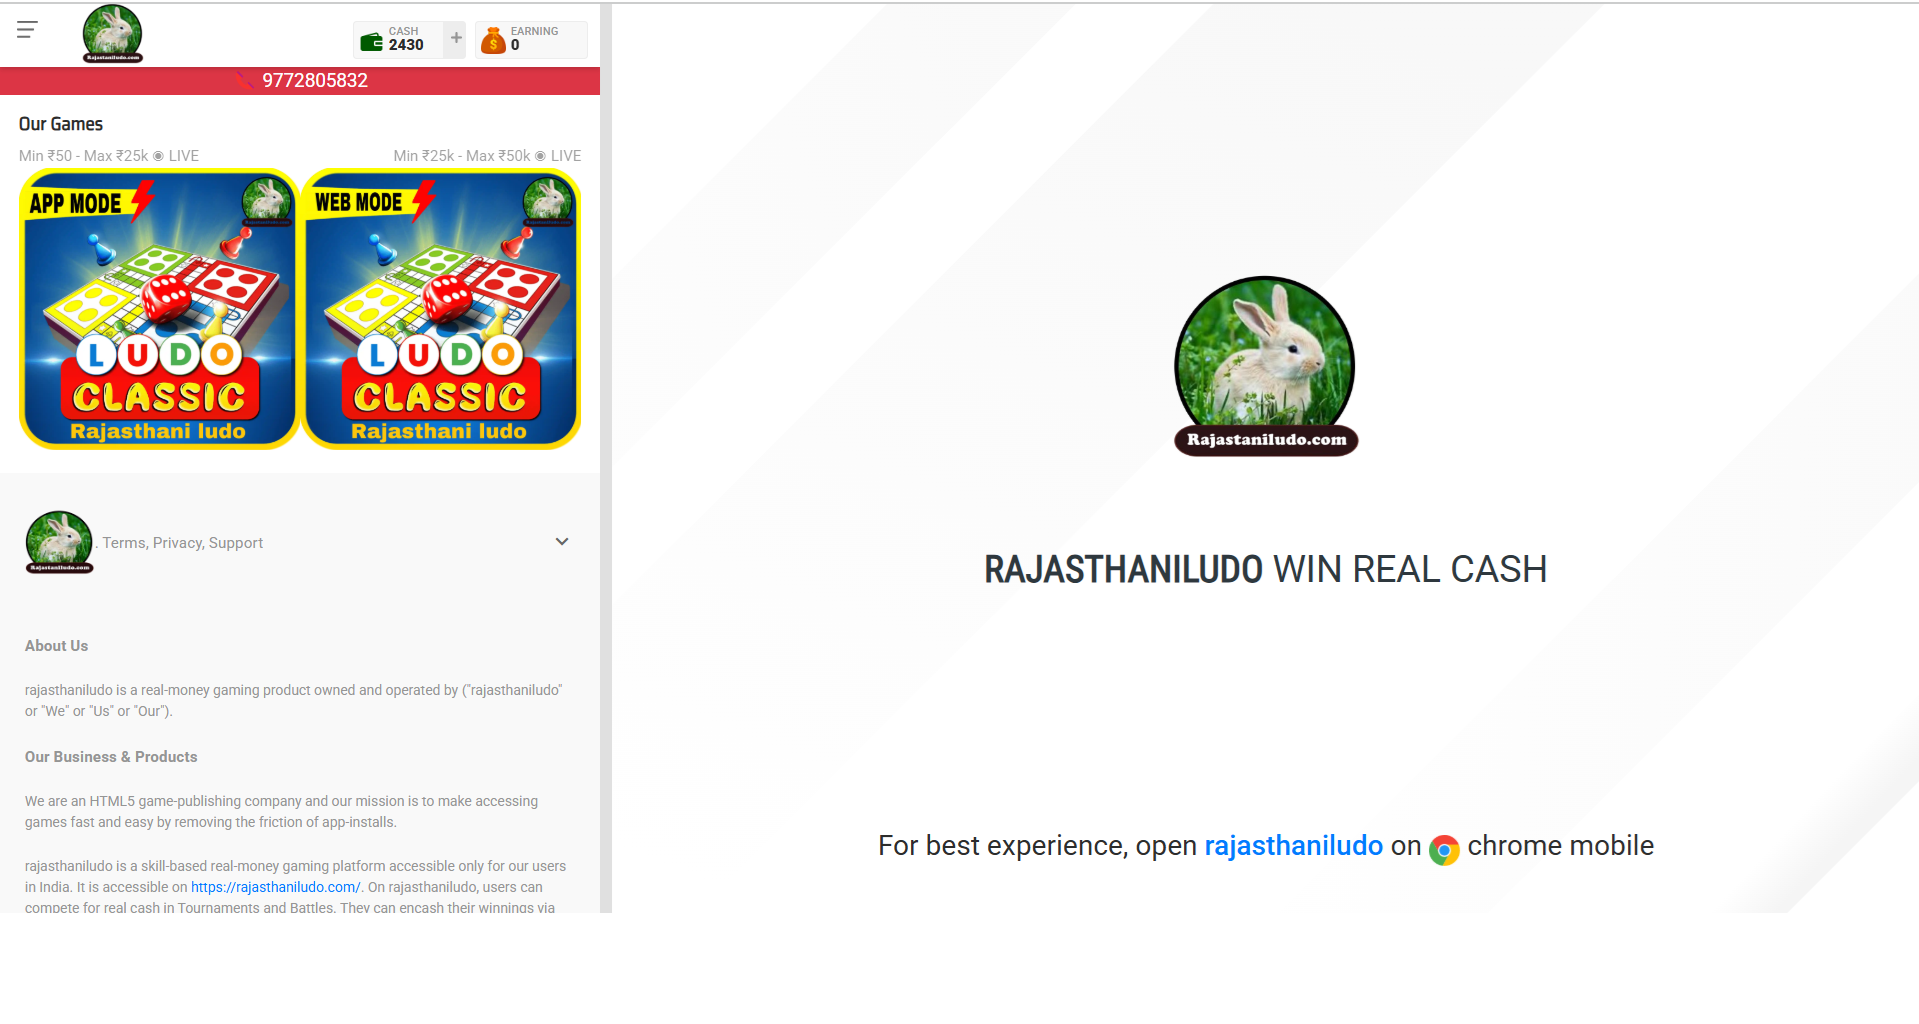 CASH
2430
+
EARNING
0
Rajastaniludo.com
9772805832
Our Games
Min ₹50 - Max ₹25k ◉ LIVE
Min ₹25k - Max ₹50k ◉ LIVE
APP MODE
LUDO
CLASSIC
Rajasthani ludo
WEB MODE
LUDO
CLASSIC
Rajasthani ludo
Rajastaniludo.com
. Terms, Privacy, Support
About Us
rajasthaniludo is a real-money gaming product owned and operated by ("rajasthaniludo"
or "We" or "Us" or "Our").
Our Business & Products
We are an HTML5 game-publishing company and our mission is to make accessing
games fast and easy by removing the friction of app-installs.
rajasthaniludo is a skill-based real-money gaming platform accessible only for our users
in India. It is accessible on https://rajasthaniludo.com/. On rajasthaniludo, users can
compete for real cash in Tournaments and Battles. They can encash their winnings via
Rajastaniludo.com
RAJASTHANILUDO WIN REAL CASH
For best experience, open rajasthaniludo on chrome mobile